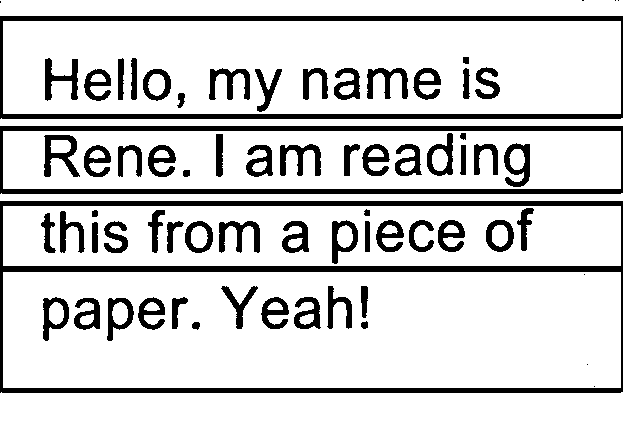 Hello, my name is
Rene. I am reading
this from a piece of
paper. Yeah!